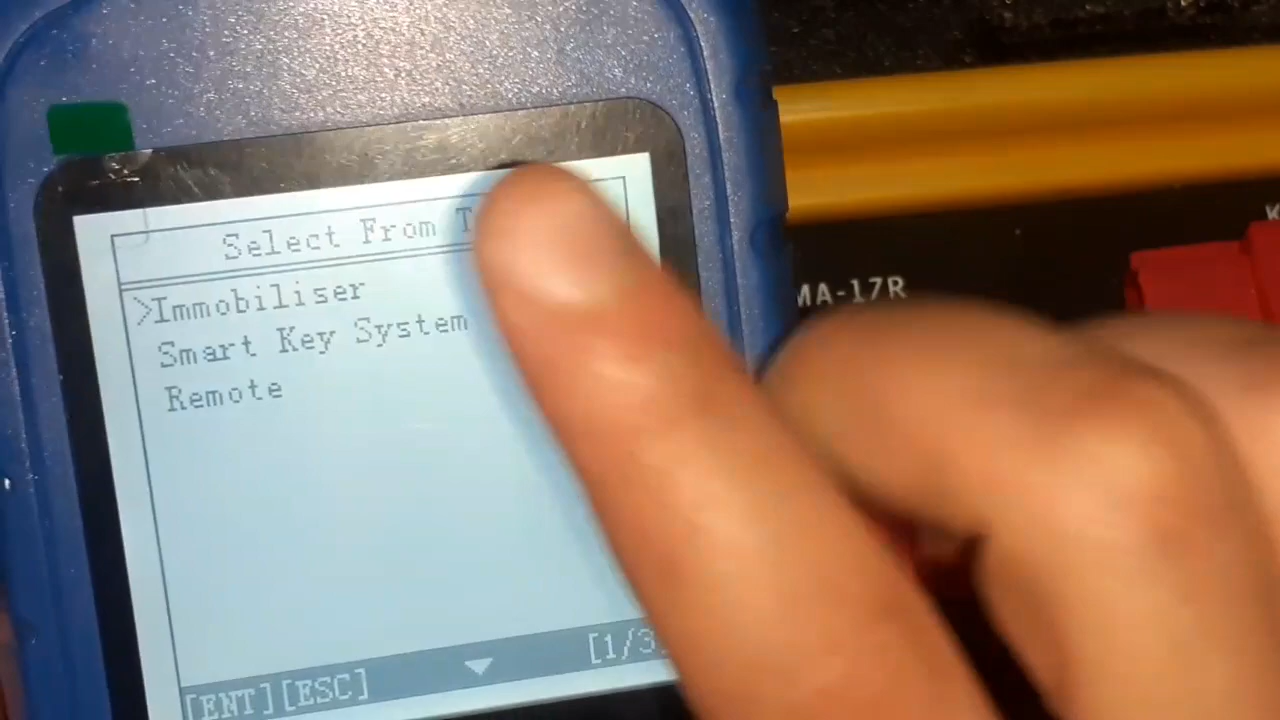 Select From
>Immobiliser
Smart Key System
Remote
[ENT][ESC] [1/3
MA-17R